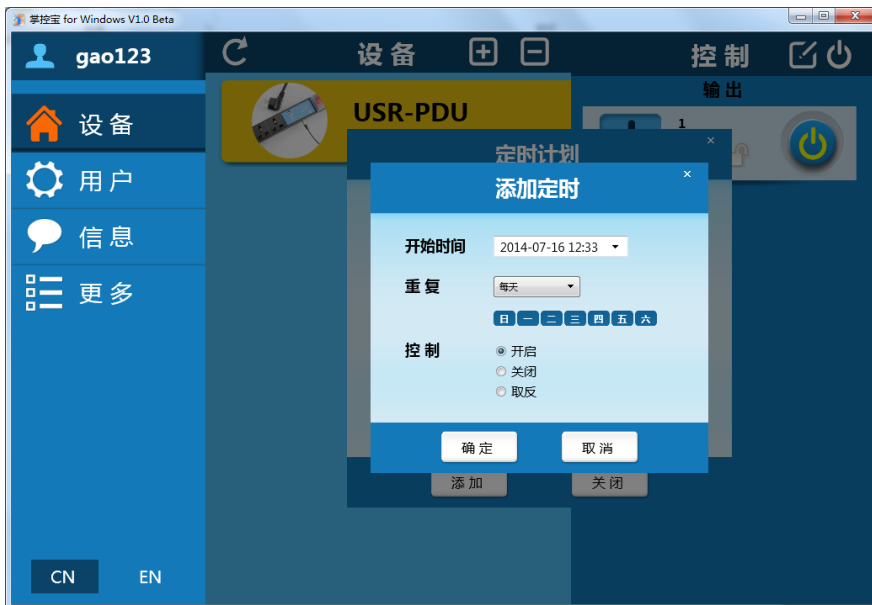 掌控宝 for Windows V1.0 Beta
gao123
设备
控制
设备
用户
信息
更多
CN EN
USR-PDU
输出
1
定时计划
添加定时
开始时间 2014-07-16 12:33
重复 每天
日 一 二 三 四 五 六
控制 开启
关闭
取反
确定 取消
添加 关闭